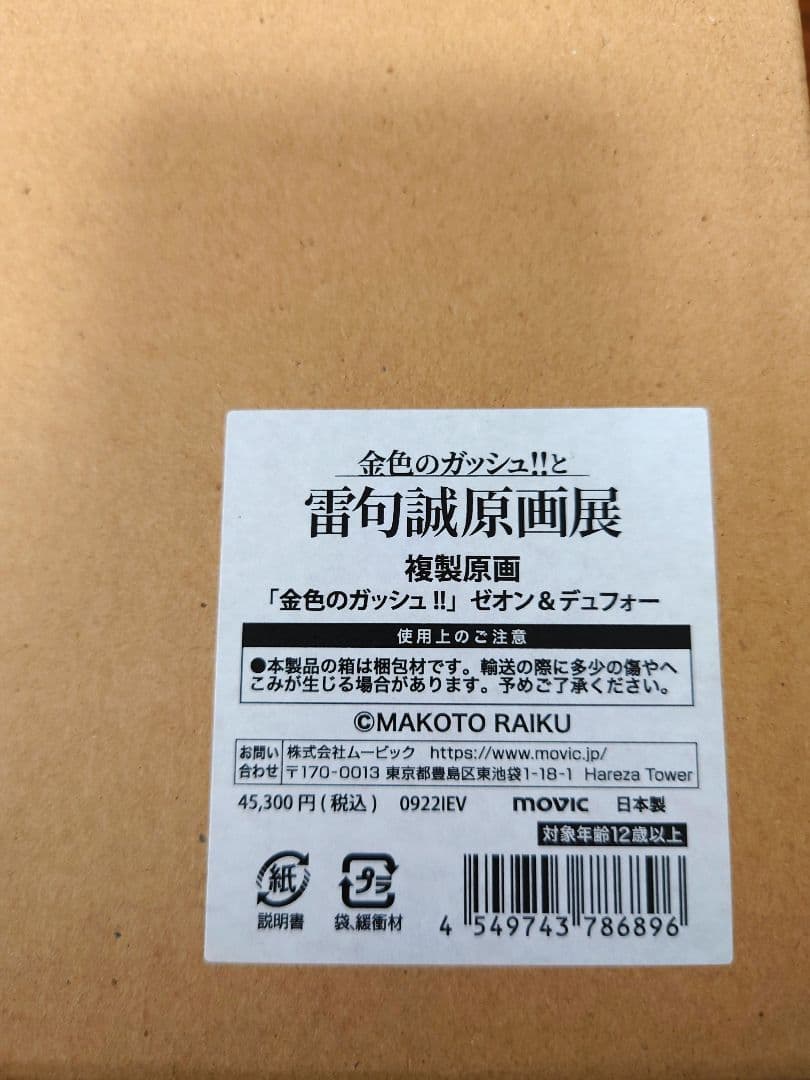 金色のガッシュ!!と
雷句誠原画展
複製原画
「金色のガッシュ!!」ゼオン&デュフォー
使用上のご注意
●本製品の箱は梱包材です。輸送の際に多少の傷やへ
こみが生じる場合があります。予めご了承ください。
©MAKOTO RAIKU
お問い合わせ
株式会社ムービック https://www.movic.jp/
〒170-0013 東京都豊島区東池袋1-18-1 Hareza Tower
45,300円(税込) 0922IEV movic 日本製
対象年齢12歳以上
紙 プラ
説明書 袋、緩衝材
4 549743 786896